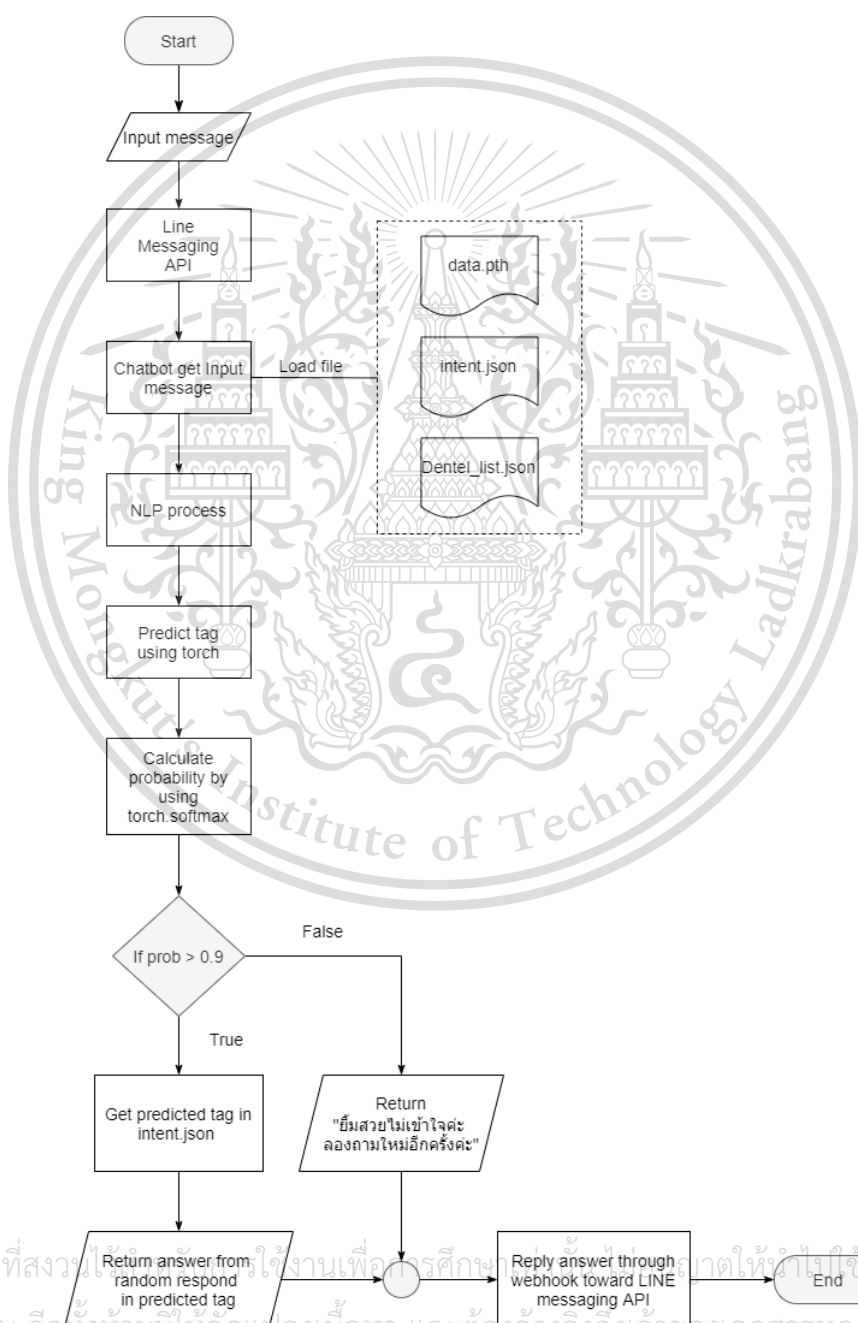 Start
Input message
Line
Messaging
API
data.pth
Chatbot get Input
message
Load file
intent.json
Dentel_list.json
NLP process
Predict tag
using torch
Calculate
probability by
using
torch.softmax
If prob > 0.9
False
True
Get predicted tag in
intent.json
Return
"ยิ้มสวยไม่เข้าใจค่ะ
ลองถามใหม่อีกครั้งค่ะ"
Return answer from
random respond
in predicted tag
Reply answer through
webhook toward LINE
messaging API
End
King Mongkut's Institute of Technology Ladkrabang